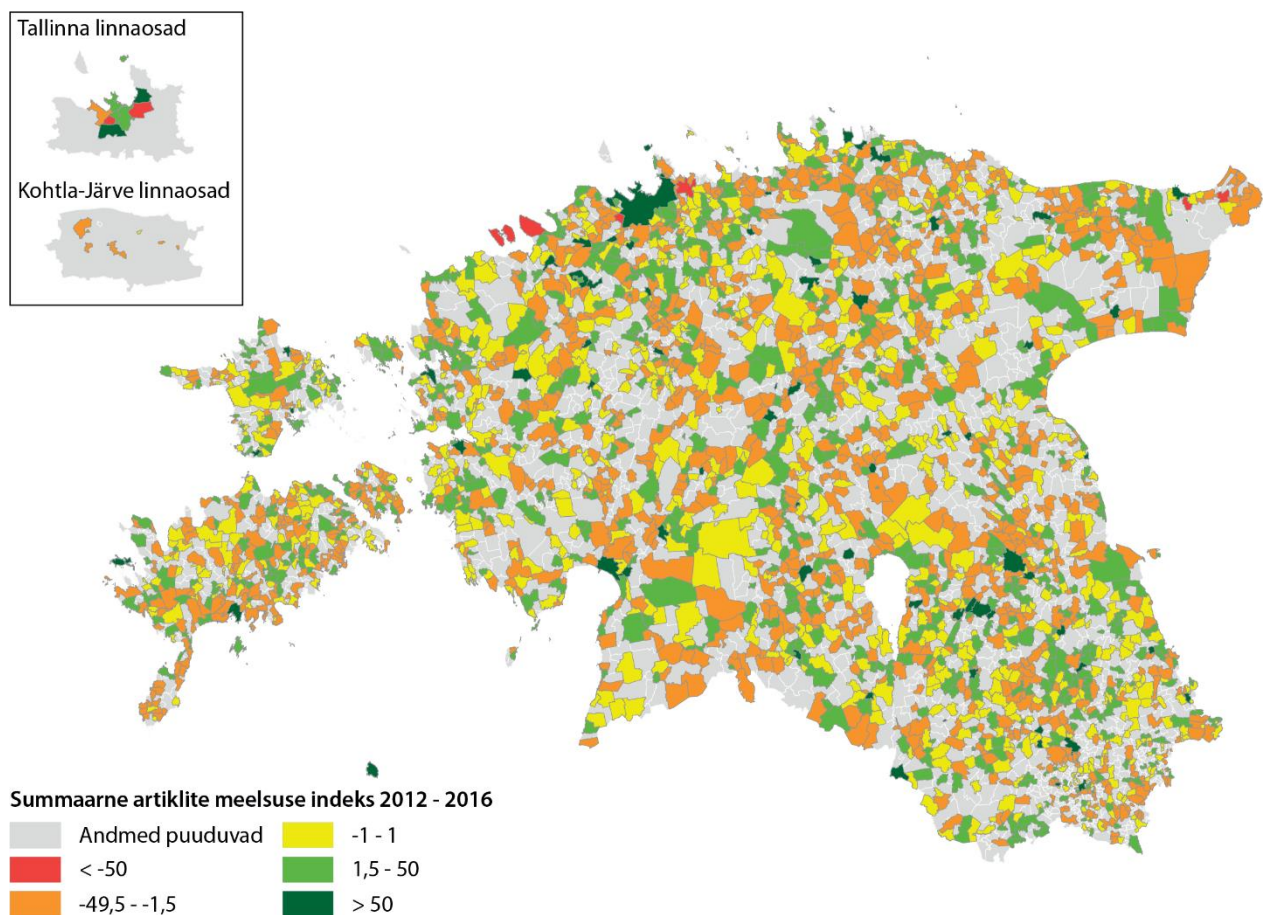 Tallinna linnaosad
Kohtla-Järve linnaosad
Summaarne artiklite meelsuse indeks 2012 - 2016
Andmed puuduvad
< -50
-49,5 - -1,5
-1 - 1
1,5 - 50
> 50